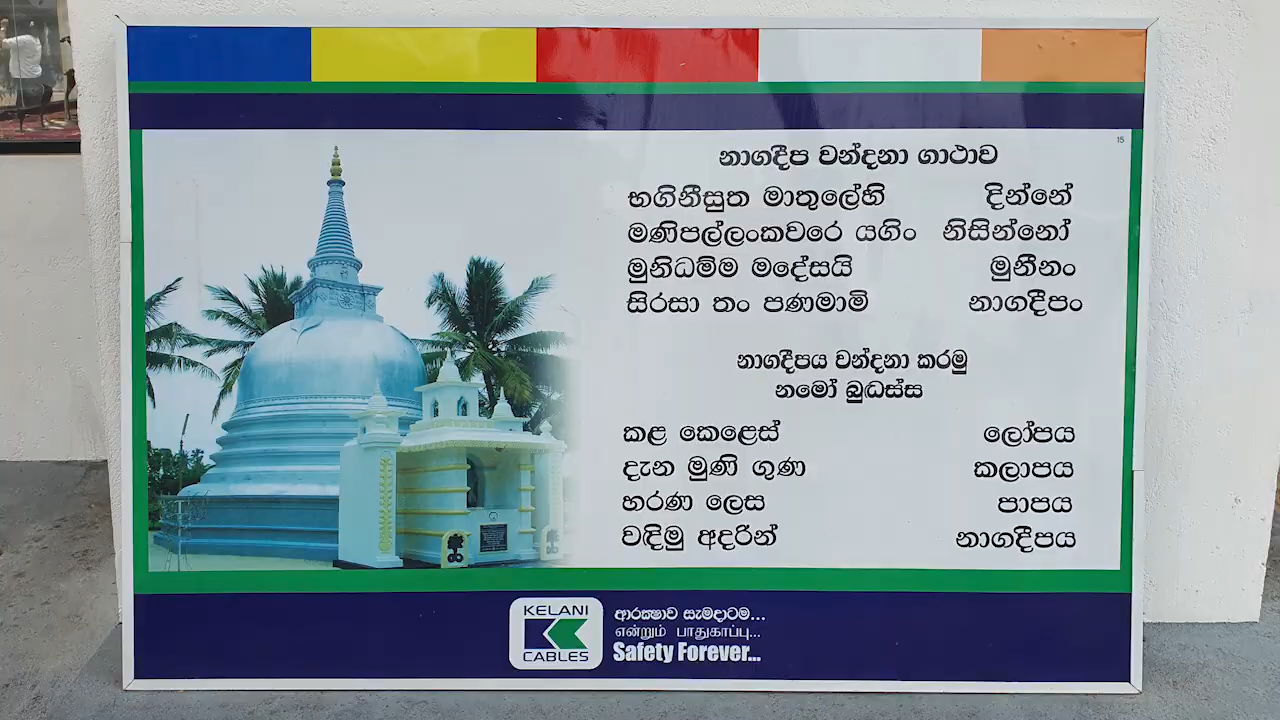 15
නාගදීප වන්දනා ගාථාව
භගිනීසුත මාතුලේහි දින්නේ
මණිපල්ලංකවරෙ යගිං නිසින්නෝ
මුනිධම්ම මදේසයි මුනීනං
සිරසා තං පණමාමි නාගදීපං
නාගදීපය වන්දනා කරමු
නමෝ බුද්ධස්ස
කළ කෙළෙස් ලෝපය
දැන මුණි ගුණ කලාපය
හරණ ලෙස පාපය
වඳිමු අදරින් නාගදීපය
KELANI
CABLES
ආරක්‍ෂාව සැමදාටම...
என்றும் பாதுகாப்பு...
Safety Forever...